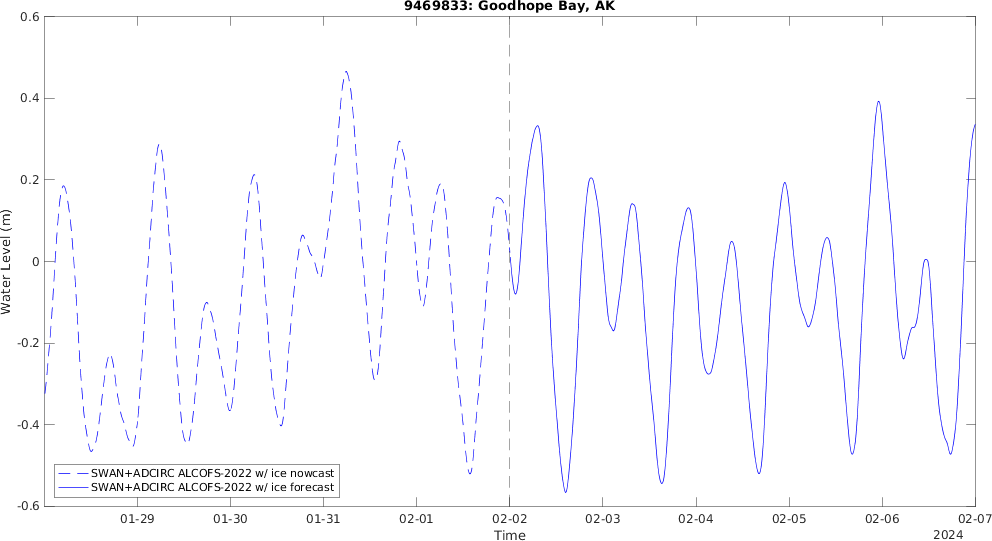 9469833: Goodhope Bay, AK
0.6
0.4
0.2
0
-0.2
-0.4
-0.6
Water Level (m)
SWAN+ADCIRC ALCOFS-2022 w/ ice nowcast
SWAN+ADCIRC ALCOFS-2022 w/ ice forecast
01-29 01-30 01-31 02-01 02-02 02-03 02-04 02-05 02-06 02-07
Time
2024